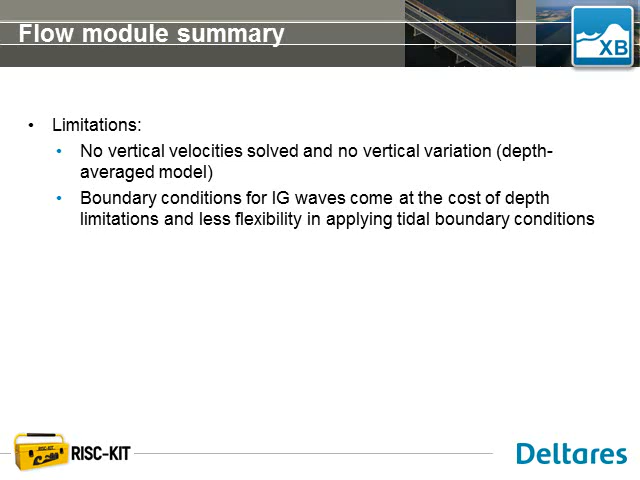 Flow module summary
XB
• Limitations:
• No vertical velocities solved and no vertical variation (depth-
averaged model)
• Boundary conditions for IG waves come at the cost of depth
limitations and less flexibility in applying tidal boundary conditions
RISC-KIT
RISC-KIT
Deltares